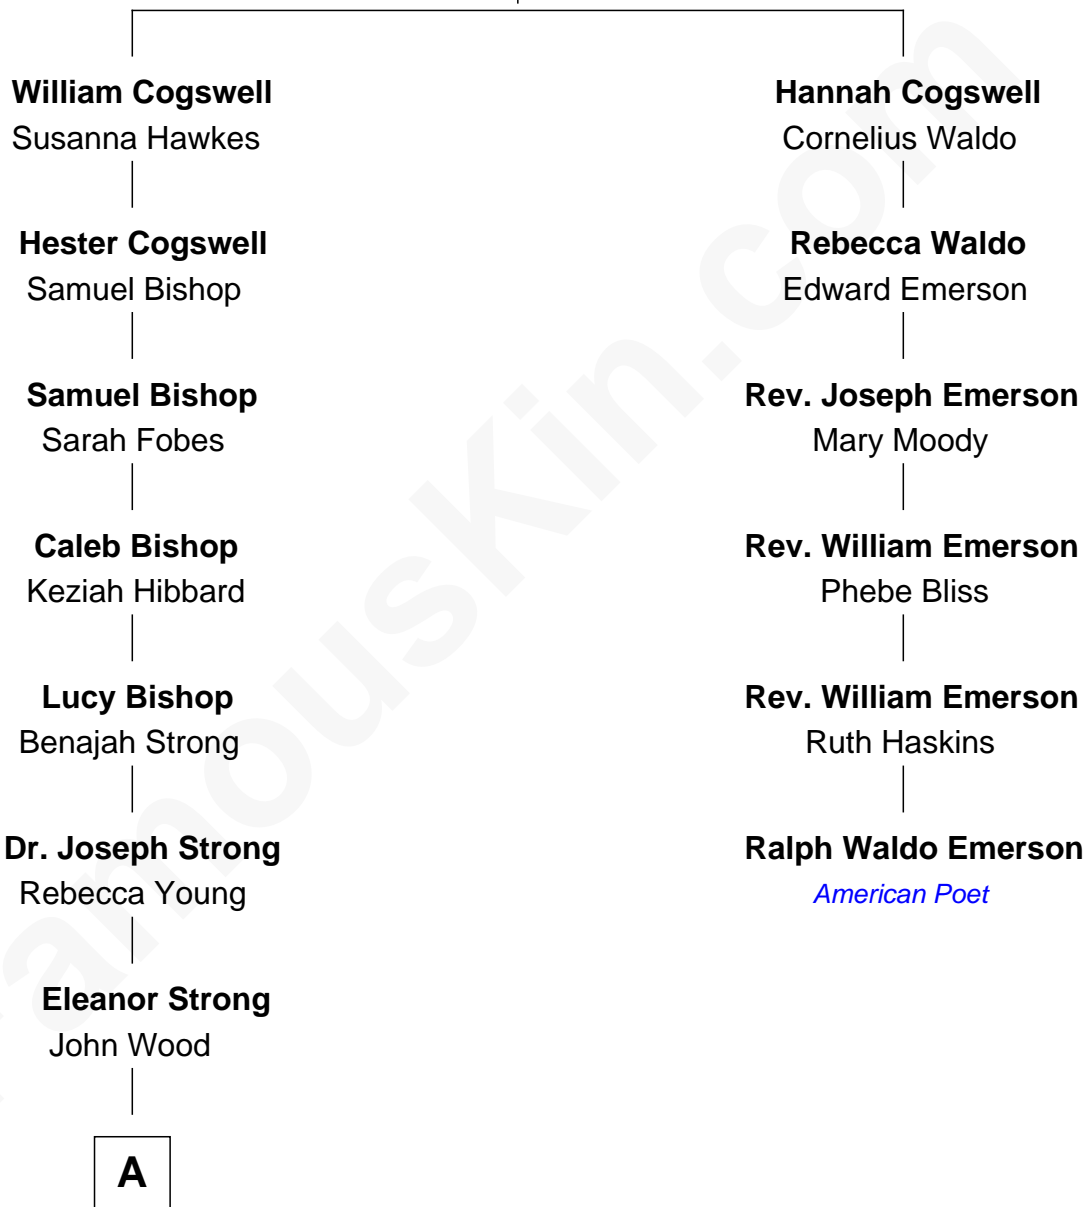 William Cogswell
Susanna Hawkes
Hannah Cogswell
Cornelius Waldo
Hester Cogswell
Samuel Bishop
Rebecca Waldo
Edward Emerson
Samuel Bishop
Sarah Fobes
Rev. Joseph Emerson
Mary Moody
Caleb Bishop
Keziah Hibbard
Rev. William Emerson
Phebe Bliss
Lucy Bishop
Benajah Strong
Rev. William Emerson
Ruth Haskins
Dr. Joseph Strong
Rebecca Young
Ralph Waldo Emerson
American Poet
Eleanor Strong
John Wood
A
FamousKin.com